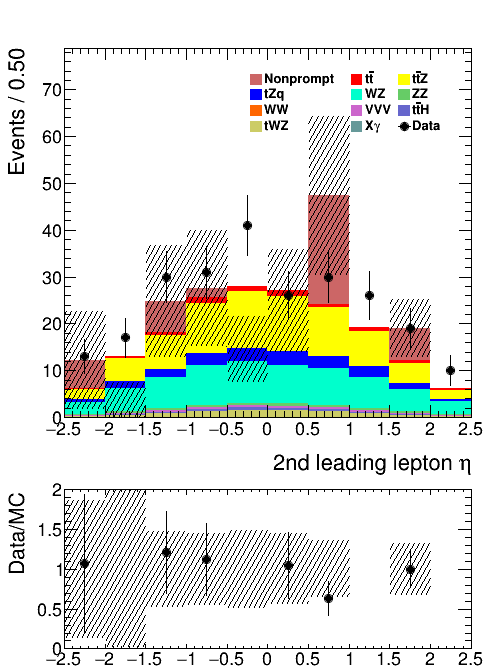 Events / 0.50
70
60
50
40
30
20
10
0
Nonprompt tt̄ tt̄Z
tZq WZ ZZ
WW VVV tt̄H
tWZ Xγ Data
−2.5 −2 −1.5 −1 −0.5 0 0.5 1 1.5 2 2.5
2nd leading lepton η
Data/MC
2
1.5
1
0.5
0
−2.5 −2 −1.5 −1 −0.5 0 0.5 1 1.5 2 2.5